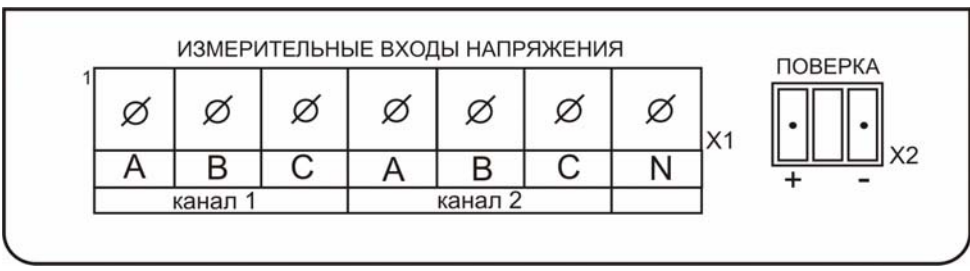 ИЗМЕРИТЕЛЬНЫЕ ВХОДЫ НАПРЯЖЕНИЯ
ПОВЕРКА
1
X1
A B C A B C N
X2
+ -
канал 1 канал 2